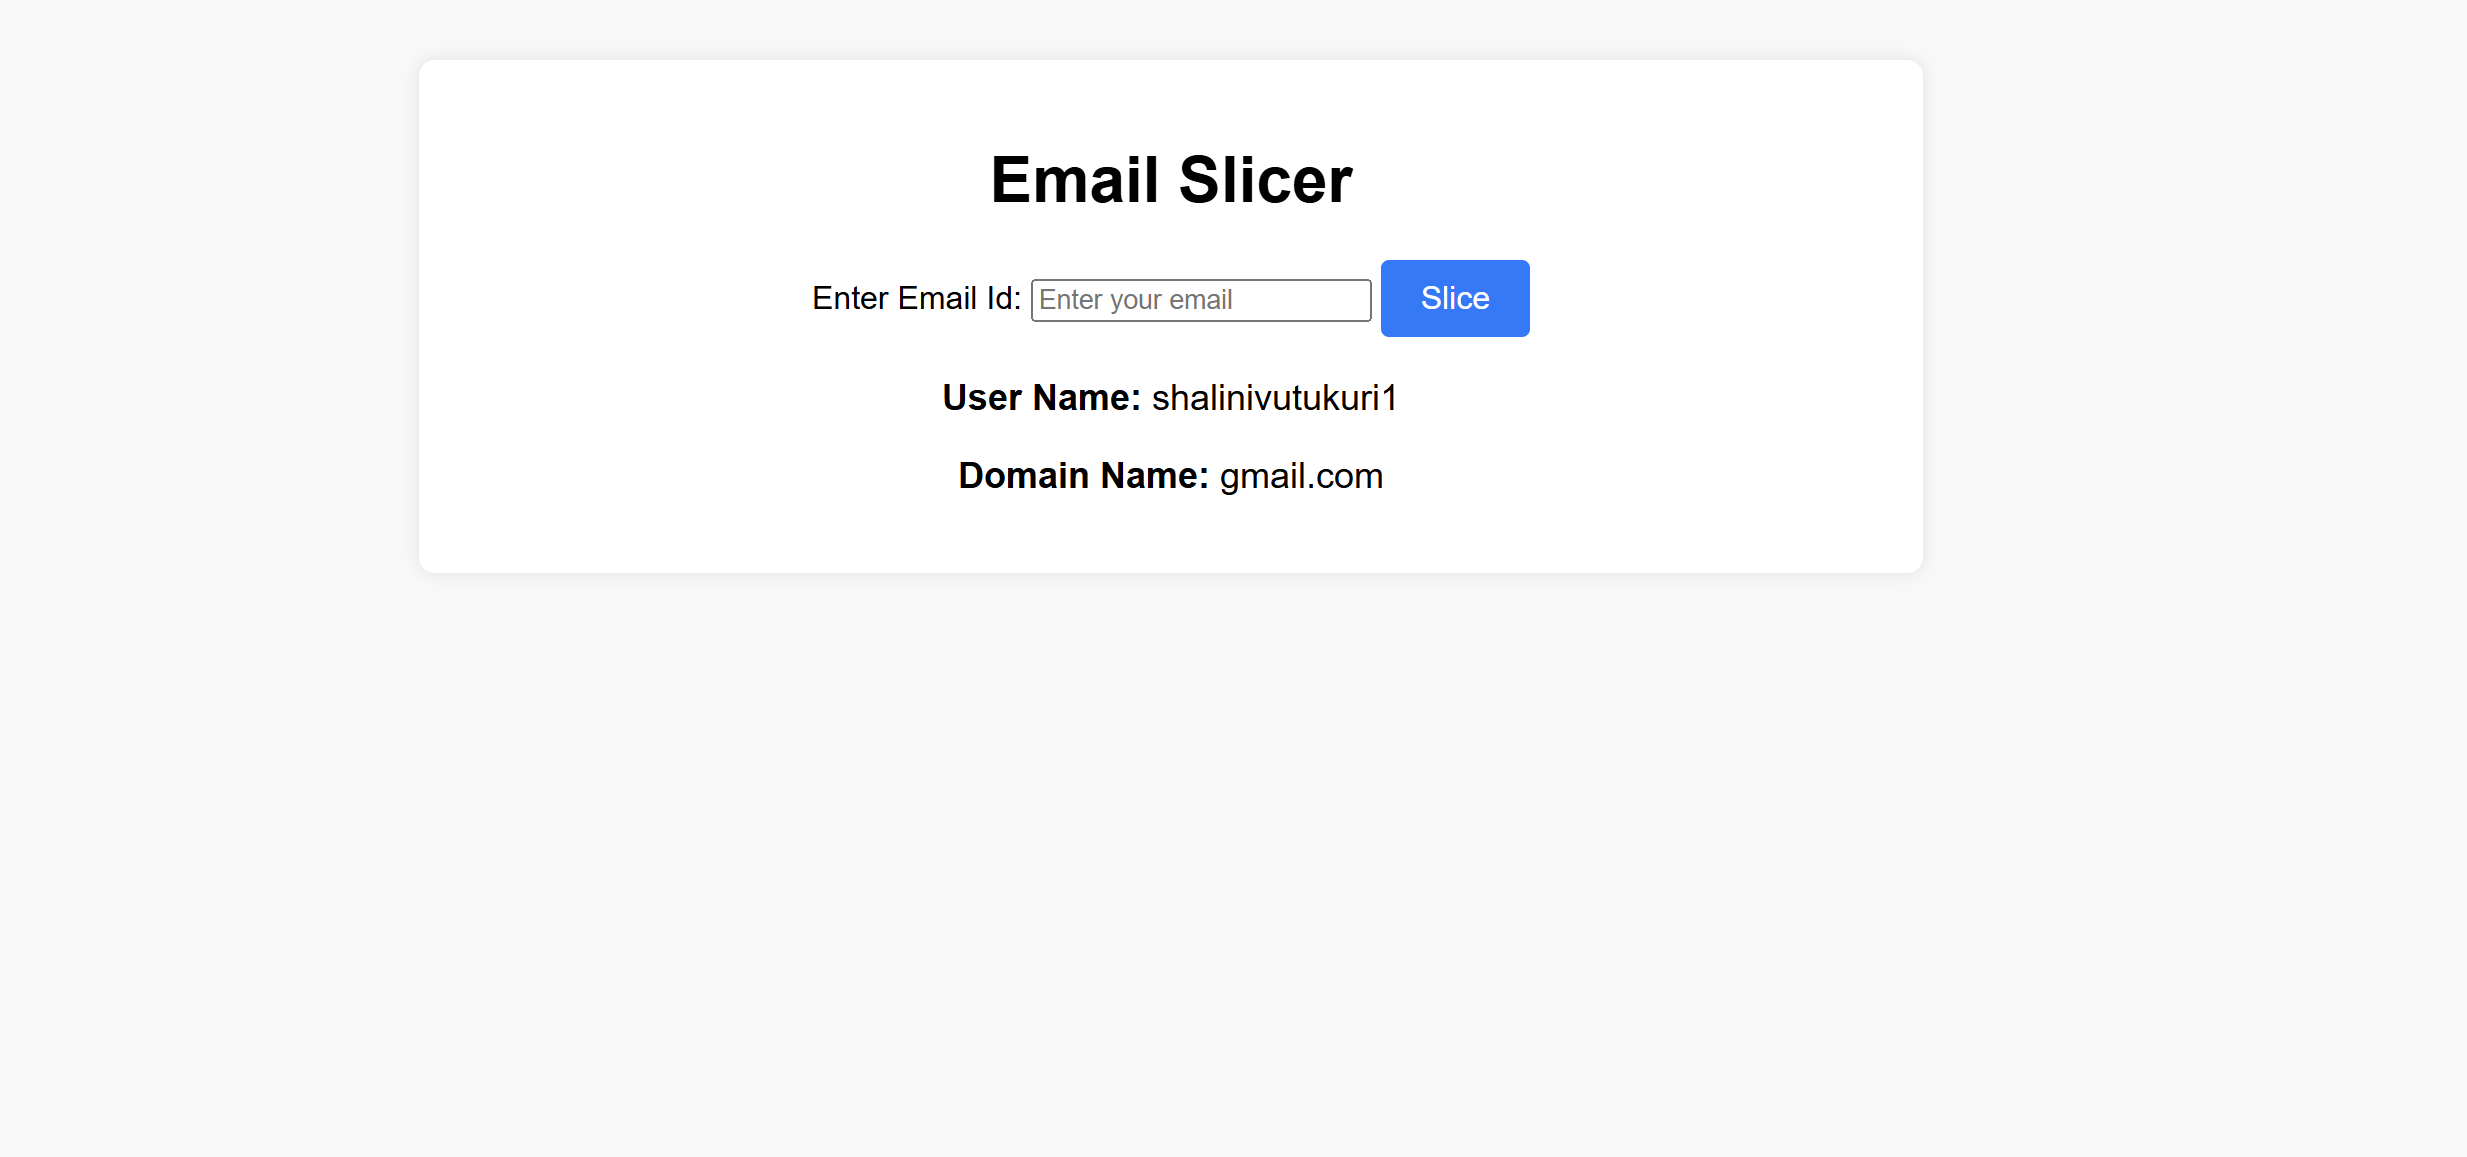 Email Slicer
Enter Email Id: Enter your email Slice
User Name: shalinivutukuri1
Domain Name: gmail.com